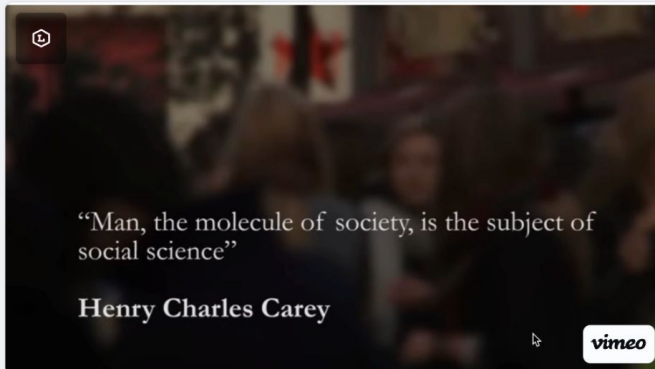 “Man, the molecule of society, is the subject of
social science”
Henry Charles Carey
L
vimeo